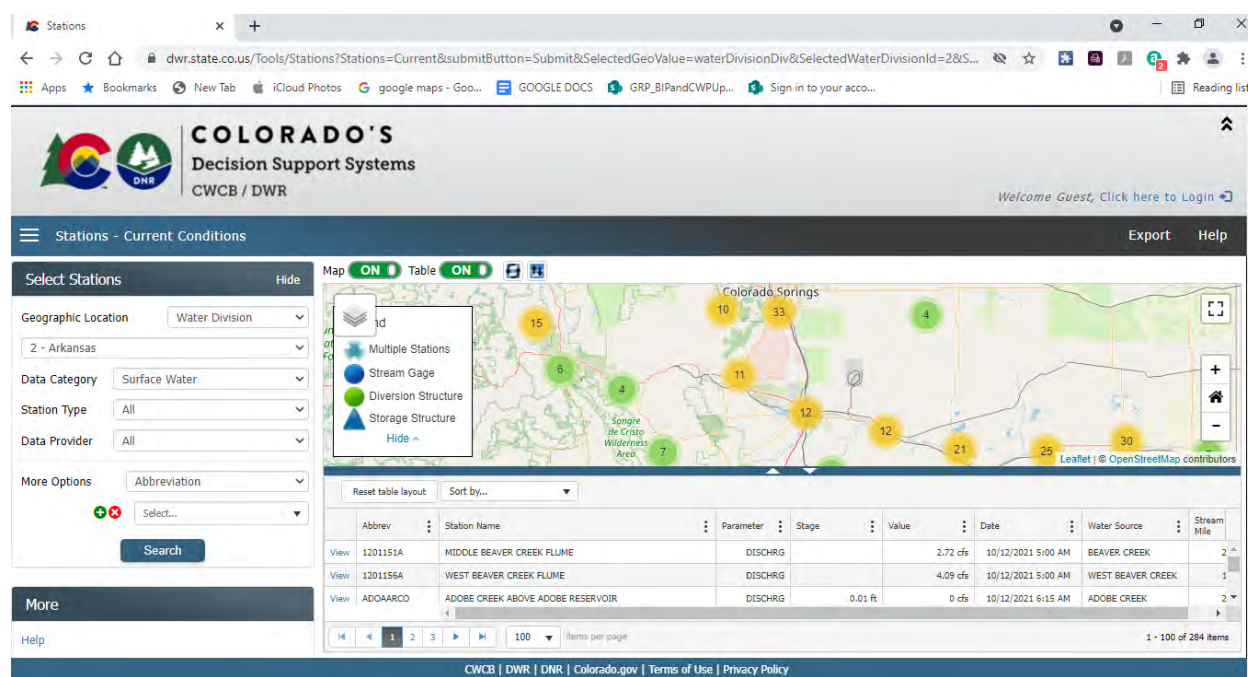 Stations
dwr.state.co.us/Tools/Stations?Stations=Current&submitButton=Submit&SelectedGeoValue=waterDivisionDiv&SelectedWaterDivisionId=2&S...
2
Apps Bookmarks New Tab iCloud Photos google maps - Goo... GOOGLE DOCS GRP_BIPandCWPUp... Sign in to your acco... Reading list
COLORADO'S
Decision Support Systems
CWCB / DWR
DNR
Welcome Guest, Click here to Login
Stations - Current Conditions Export Help
Select Stations Hide
Geographic Location Water Division
2 - Arkansas
Data Category Surface Water
Station Type All
Data Provider All
More Options Abbreviation
Select...
Search
More
Help
Map ON Table ON
Colorado Springs
nd
Multiple Stations
Stream Gage
Diversion Structure
Storage Structure
Hide
15
10
33
4
6
4
11
12
12
21
25
30
7
Sangre
de Cristo
Wilderness
Area
+
-
Leaflet | © OpenStreetMap contributors
Reset table layout Sort by...
Abbrev Station Name Parameter Stage Value Date Water Source Stream Mile
View 1201151A MIDDLE BEAVER CREEK FLUME DISCHRG 2.72 cfs 10/12/2021 5:00 AM BEAVER CREEK 2
View 1201156A WEST BEAVER CREEK FLUME DISCHRG 4.09 cfs 10/12/2021 5:00 AM WEST BEAVER CREEK 1
View ADOAARCO ADOBE CREEK ABOVE ADOBE RESERVOIR DISCHRG 0.01 ft 0 cfs 10/12/2021 6:15 AM ADOBE CREEK 2
1 2 3 100 items per page 1 - 100 of 284 items
CWCB | DWR | DNR | Colorado.gov | Terms of Use | Privacy Policy